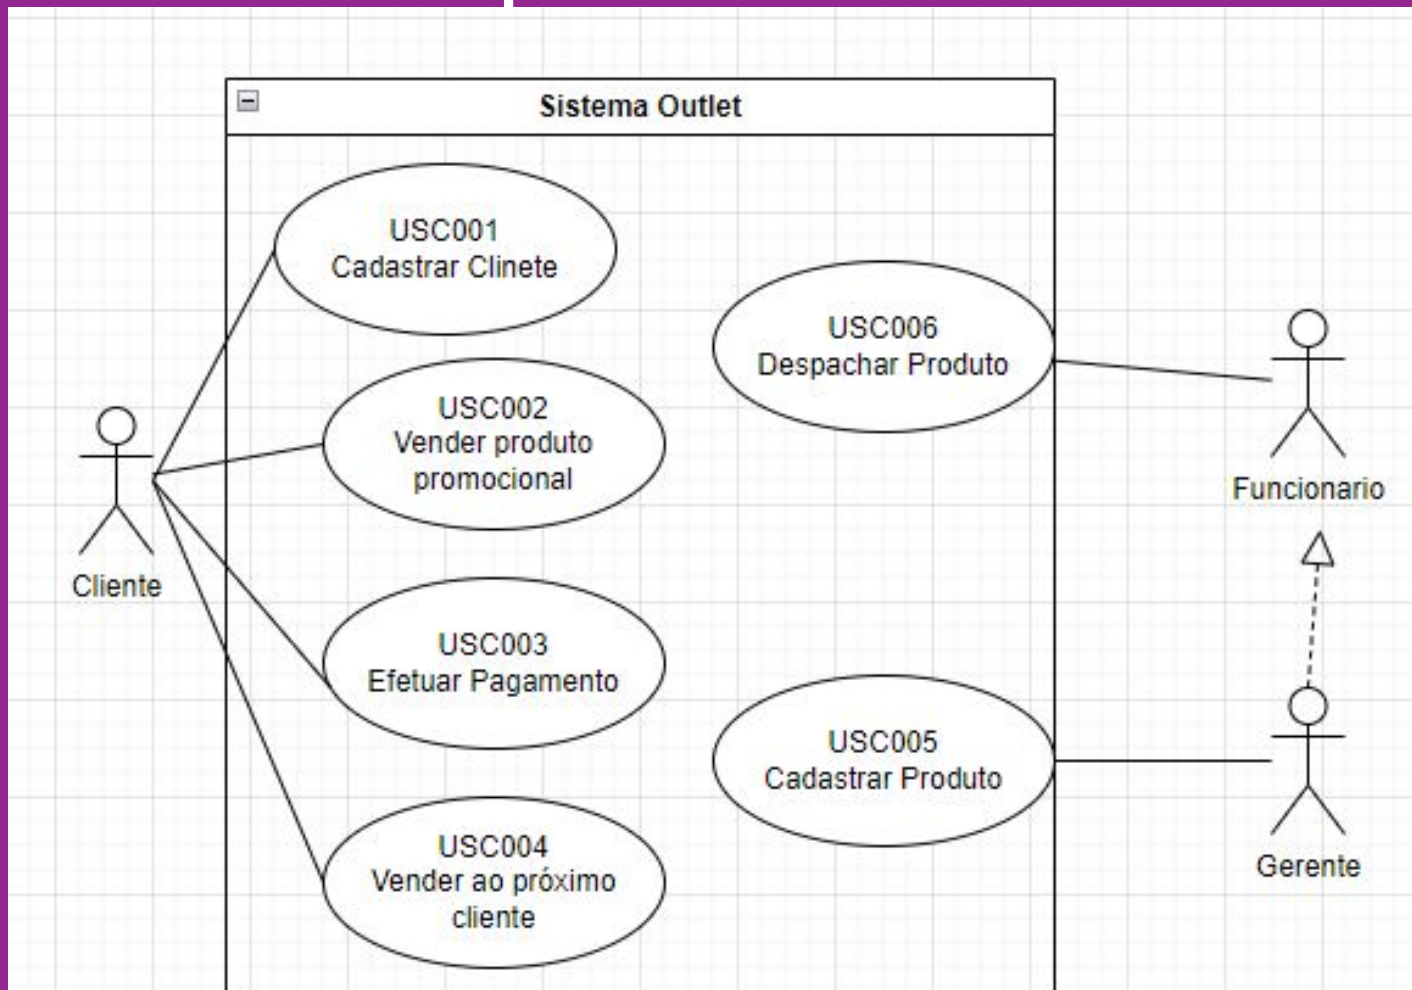 Sistema Outlet
USC001
Cadastrar Clinete
USC002
Vender produto
promocional
USC003
Efetuar Pagamento
USC004
Vender ao próximo
cliente
USC006
Despachar Produto
USC005
Cadastrar Produto
Cliente
Funcionario
Gerente